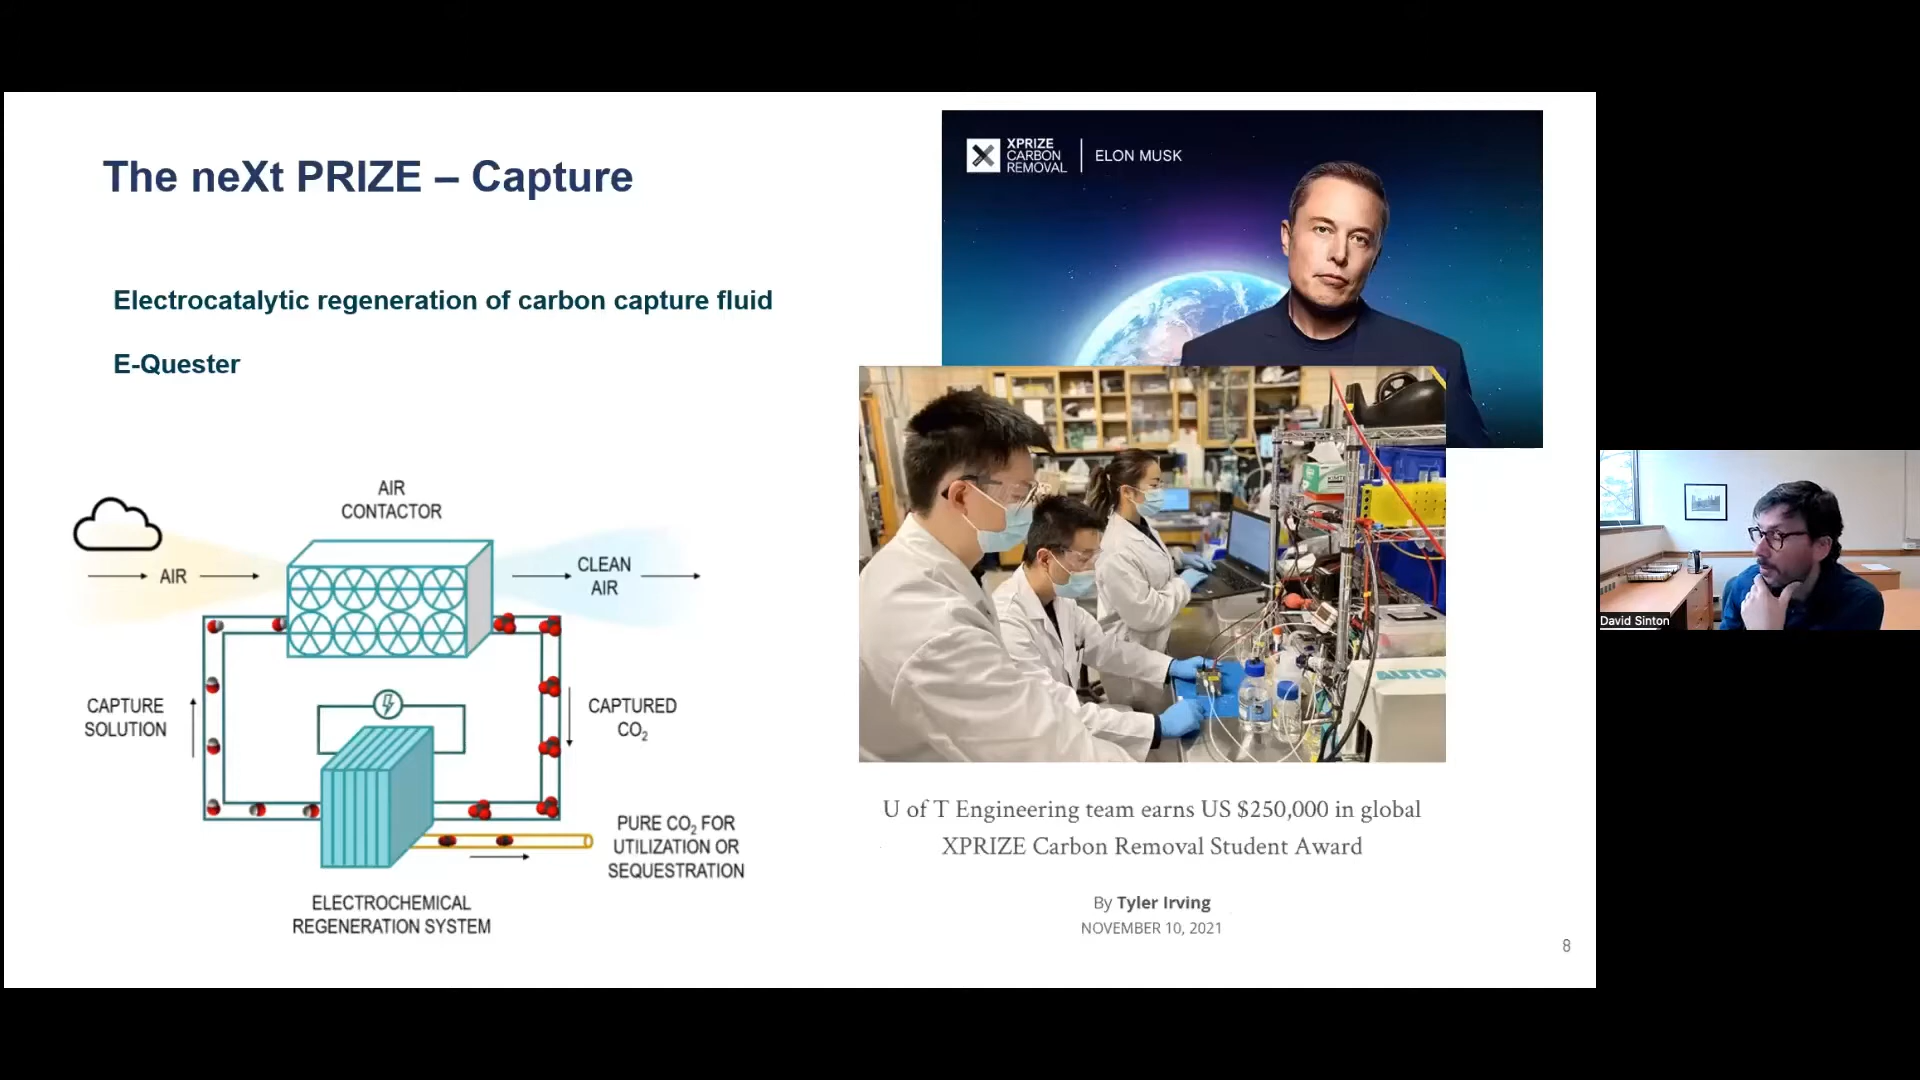 The neXt PRIZE – Capture
XPRIZE
CARBON
REMOVAL
ELON MUSK
Electrocatalytic regeneration of carbon capture fluid
E-Quester
AIR
CONTACTOR
AIR
CLEAN
AIR
CAPTURE
SOLUTION
CAPTURED
CO₂
PURE CO₂ FOR
UTILIZATION OR
SEQUESTRATION
ELECTROCHEMICAL
REGENERATION SYSTEM
AUTO
U of T Engineering team earns US $250,000 in global
XPRIZE Carbon Removal Student Award
By Tyler Irving
NOVEMBER 10, 2021
8
David Sinton